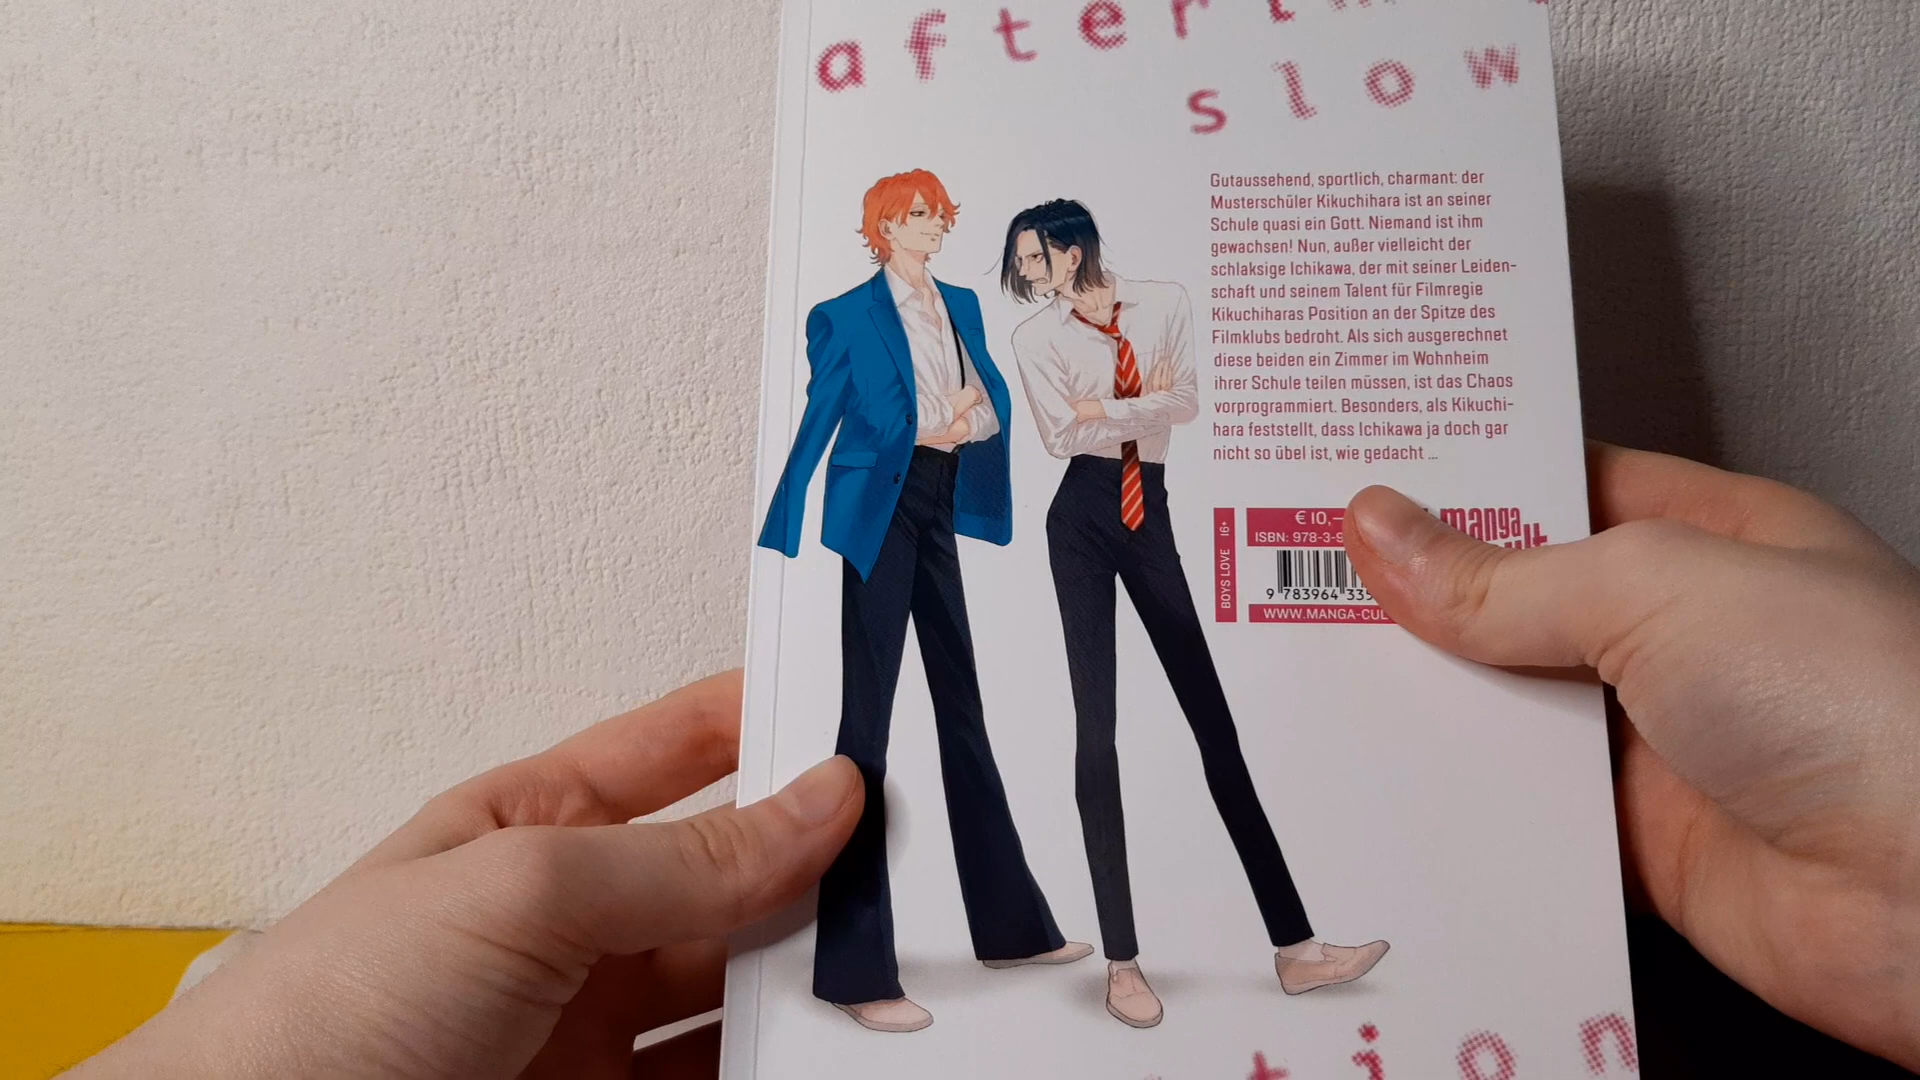 slow
Gutaussehend, sportlich, charmant: der
Musterschüler Kikuchihara ist an seiner
Schule quasi ein Gott. Niemand ist ihm
gewachsen! Nun, außer vielleicht der
schlaksige Ichikawa, der mit seiner Leiden-
schaft und seinem Talent für Filmregie
Kikuchiharas Position an der Spitze des
Filmklubs bedroht. Als sich ausgerechnet
diese beiden ein Zimmer im Wohnheim
ihrer Schule teilen müssen, ist das Chaos
vorprogrammiert. Besonders, als Kikuchi-
hara feststellt, dass Ichikawa ja doch gar
nicht so übel ist, wie gedacht ...
BOYS LOVE 16+
€ 10,–
ISBN: 978-3-9
manga
9 783964 335
WWW.MANGA-CUL
tion